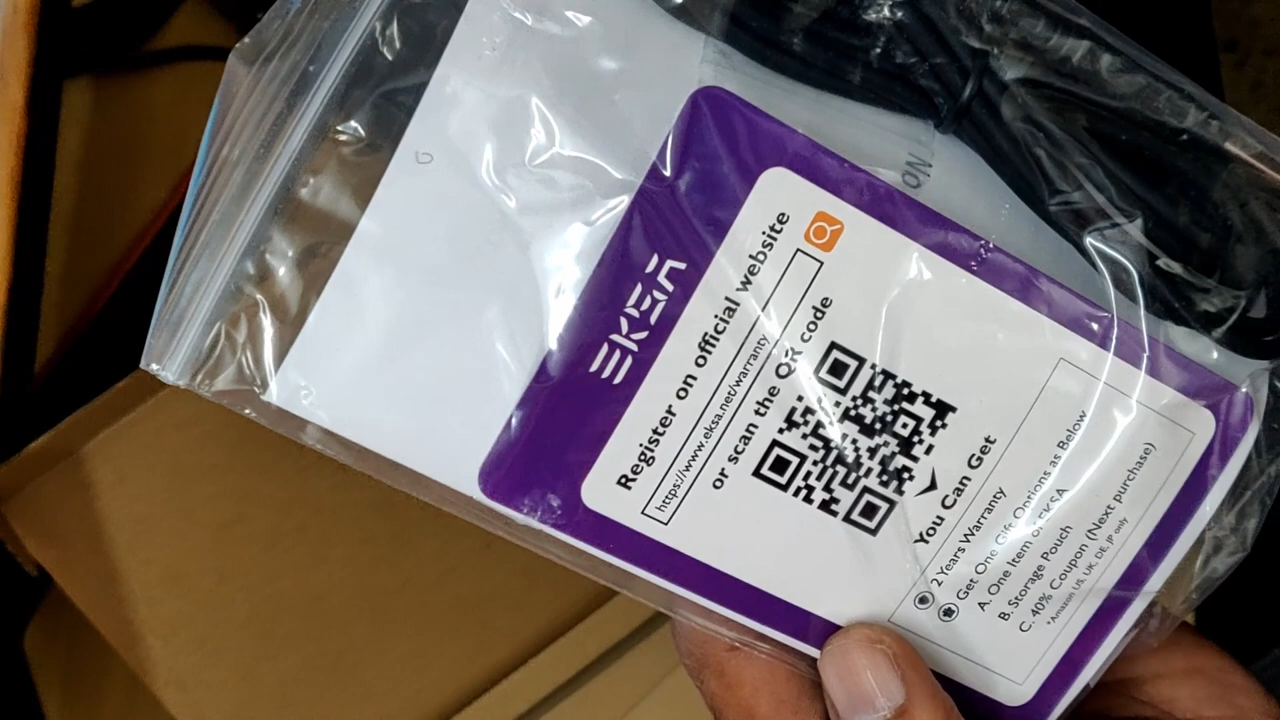 EKSA
Register on official website
https://www.eksa.net/warranty
or scan the QR code
You Can Get
2 Years Warranty
Get One Gift Options as Below
A. One Item of EKSA
B. Storage Pouch
C. 40% Coupon (Next purchase)
*Amazon US, UK, DE, JP only
No